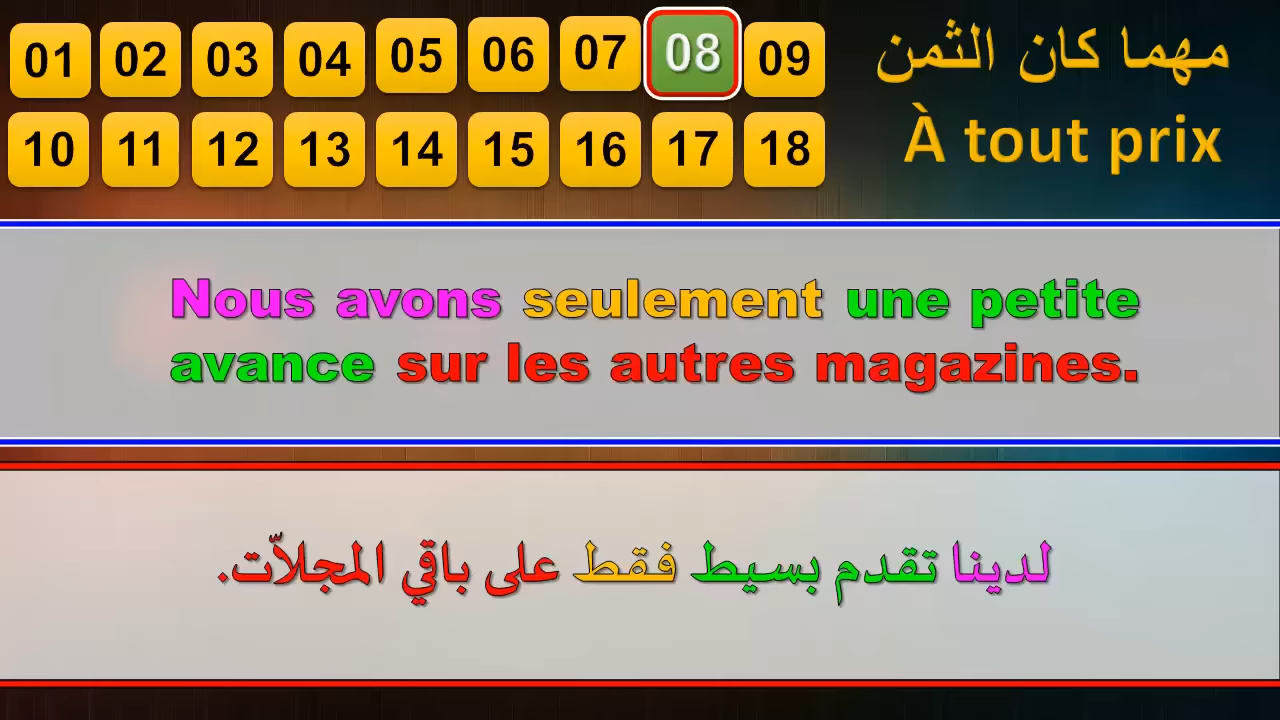 01 02 03 04 05 06 07 08 09
10 11 12 13 14 15 16 17 18
مهما كان الثمن
À tout prix
Nous avons seulement une petite
avance sur les autres magazines.
لدينا تقدم بسيط فقط على باقي المجلاّت.